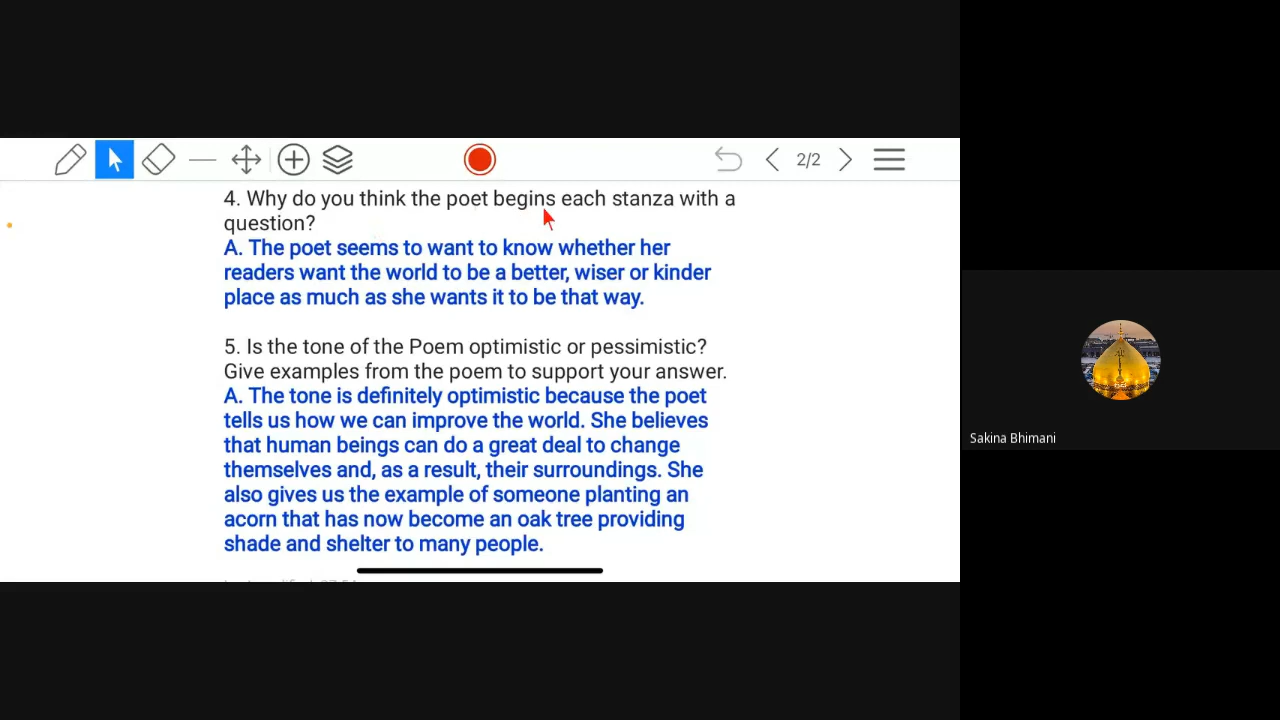 2/2
4. Why do you think the poet begins each stanza with a
question?
A. The poet seems to want to know whether her
readers want the world to be a better, wiser or kinder
place as much as she wants it to be that way.
5. Is the tone of the Poem optimistic or pessimistic?
Give examples from the poem to support your answer.
A. The tone is definitely optimistic because the poet
tells us how we can improve the world. She believes
that human beings can do a great deal to change
themselves and, as a result, their surroundings. She
also gives us the example of someone planting an
acorn that has now become an oak tree providing
shade and shelter to many people.
Sakina Bhimani